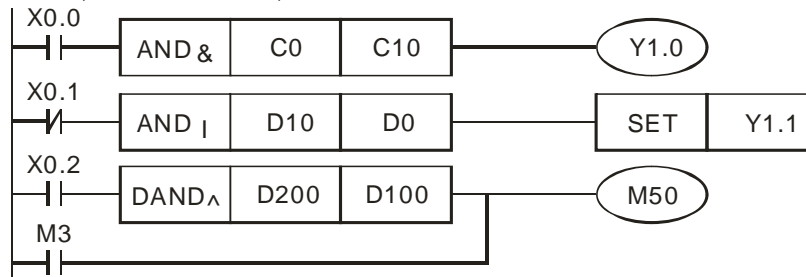 X0.0
AND & C0 C10 Y1.0
X0.1
AND | D10 D0 SET Y1.1
X0.2
DAND^ D200 D100 M50
M3